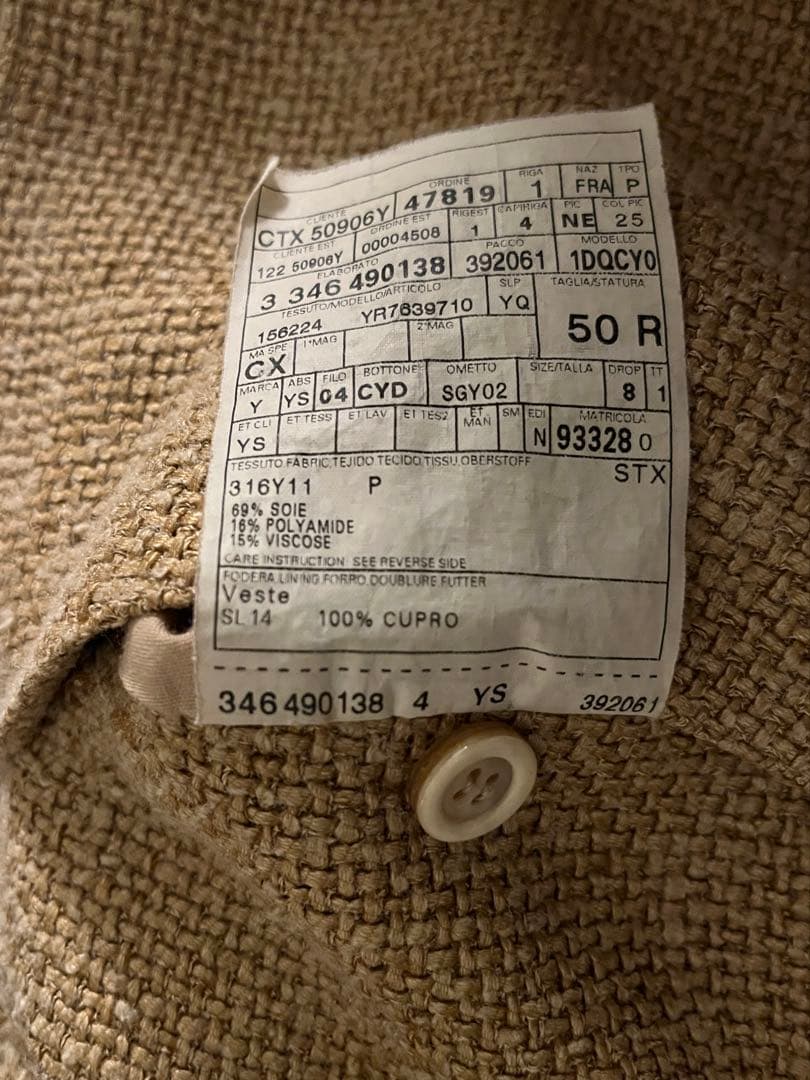 CLIENTE ORDINE RIGA NAZ TPO
CTX 50906Y 47819 1 FRA P
CLIENTE EST ORDINE EST RIGEST CAPIRIGA PIC COL PIC
122 50906Y 00004508 1 4 NE 25
ELABORATO PACCO MODELLO
3 346 490138 392061 1DQCY0
TESSUTO/MODELLO/ARTICOLO SLP TAGLIA/STATURA
156224 YR7639710 YQ 50 R
MA SPE 1°MAG 2°MAG
CX
MARCA ABS FILO BOTTONE OMETTO SIZE/TALLA DROP TT
Y YS 04 CYD SGY02 8 1
ET CLI ET TESS ET LAV ET TES2 ET MAN SM EDI MATRICOLA
YS N 93328 0
TESSUTO FABRIC TEJIDO TECIDO TISSU OBERSTOFF
316Y11 P STX
69% SOIE
16% POLYAMIDE
15% VISCOSE
CARE INSTRUCTION SEE REVERSE SIDE
FODERA LINING FORRO DOUBLURE FUTTER
Veste
SL 14 100% CUPRO
346490138 4 YS 392061